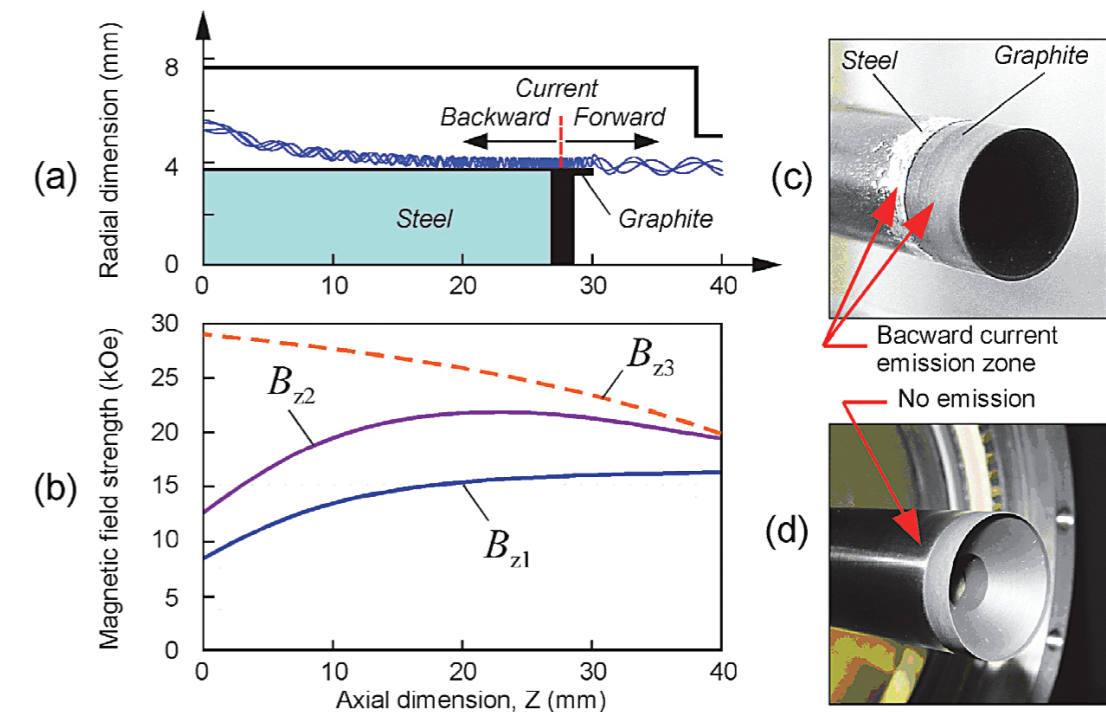 (a)
Radial dimension (mm)
8
4
0
Current
Backward
Forward
Steel
Graphite
0
10
20
30
40
(b)
Magnetic field strength (kOe)
30
25
20
15
10
5
0
Bz3
Bz2
Bz1
0
10
20
30
40
Axial dimension, Z (mm)
(c)
Steel
Graphite
Bacward current
emission zone
No emission
(d)